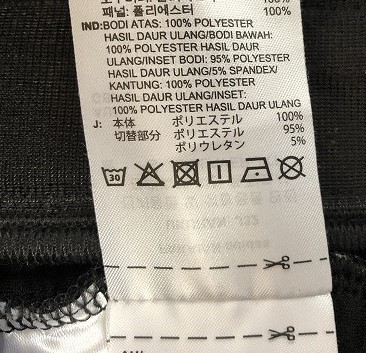 패널: 폴리에스터 100%
IND:BODI ATAS: 100% POLYESTER
HASIL DAUR ULANG/BODI BAWAH:
100% POLYESTER HASIL DAUR
ULANG/INSET BODI: 95% POLYESTER
HASIL DAUR ULANG/5% SPANDEX/
KANTUNG: 100% POLYESTER
HASIL DAUR ULANG/INSET:
100% POLYESTER HASIL DAUR ULANG
J: 本体 ポリエステル 100%
切替部分 ポリエステル 95%
ポリウレタン 5%
30